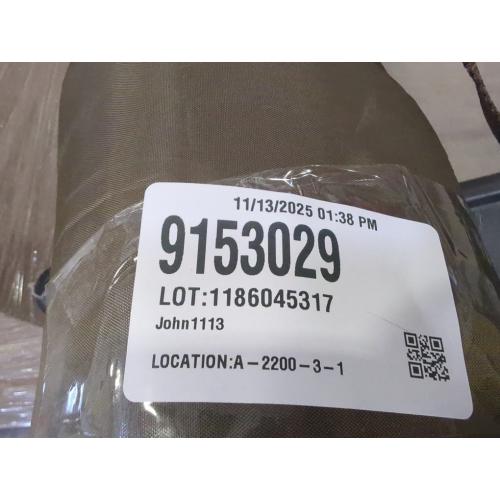 11/13/2025 01:38 PM
9153029
LOT:1186045317
John1113
LOCATION:A-2200-3-1